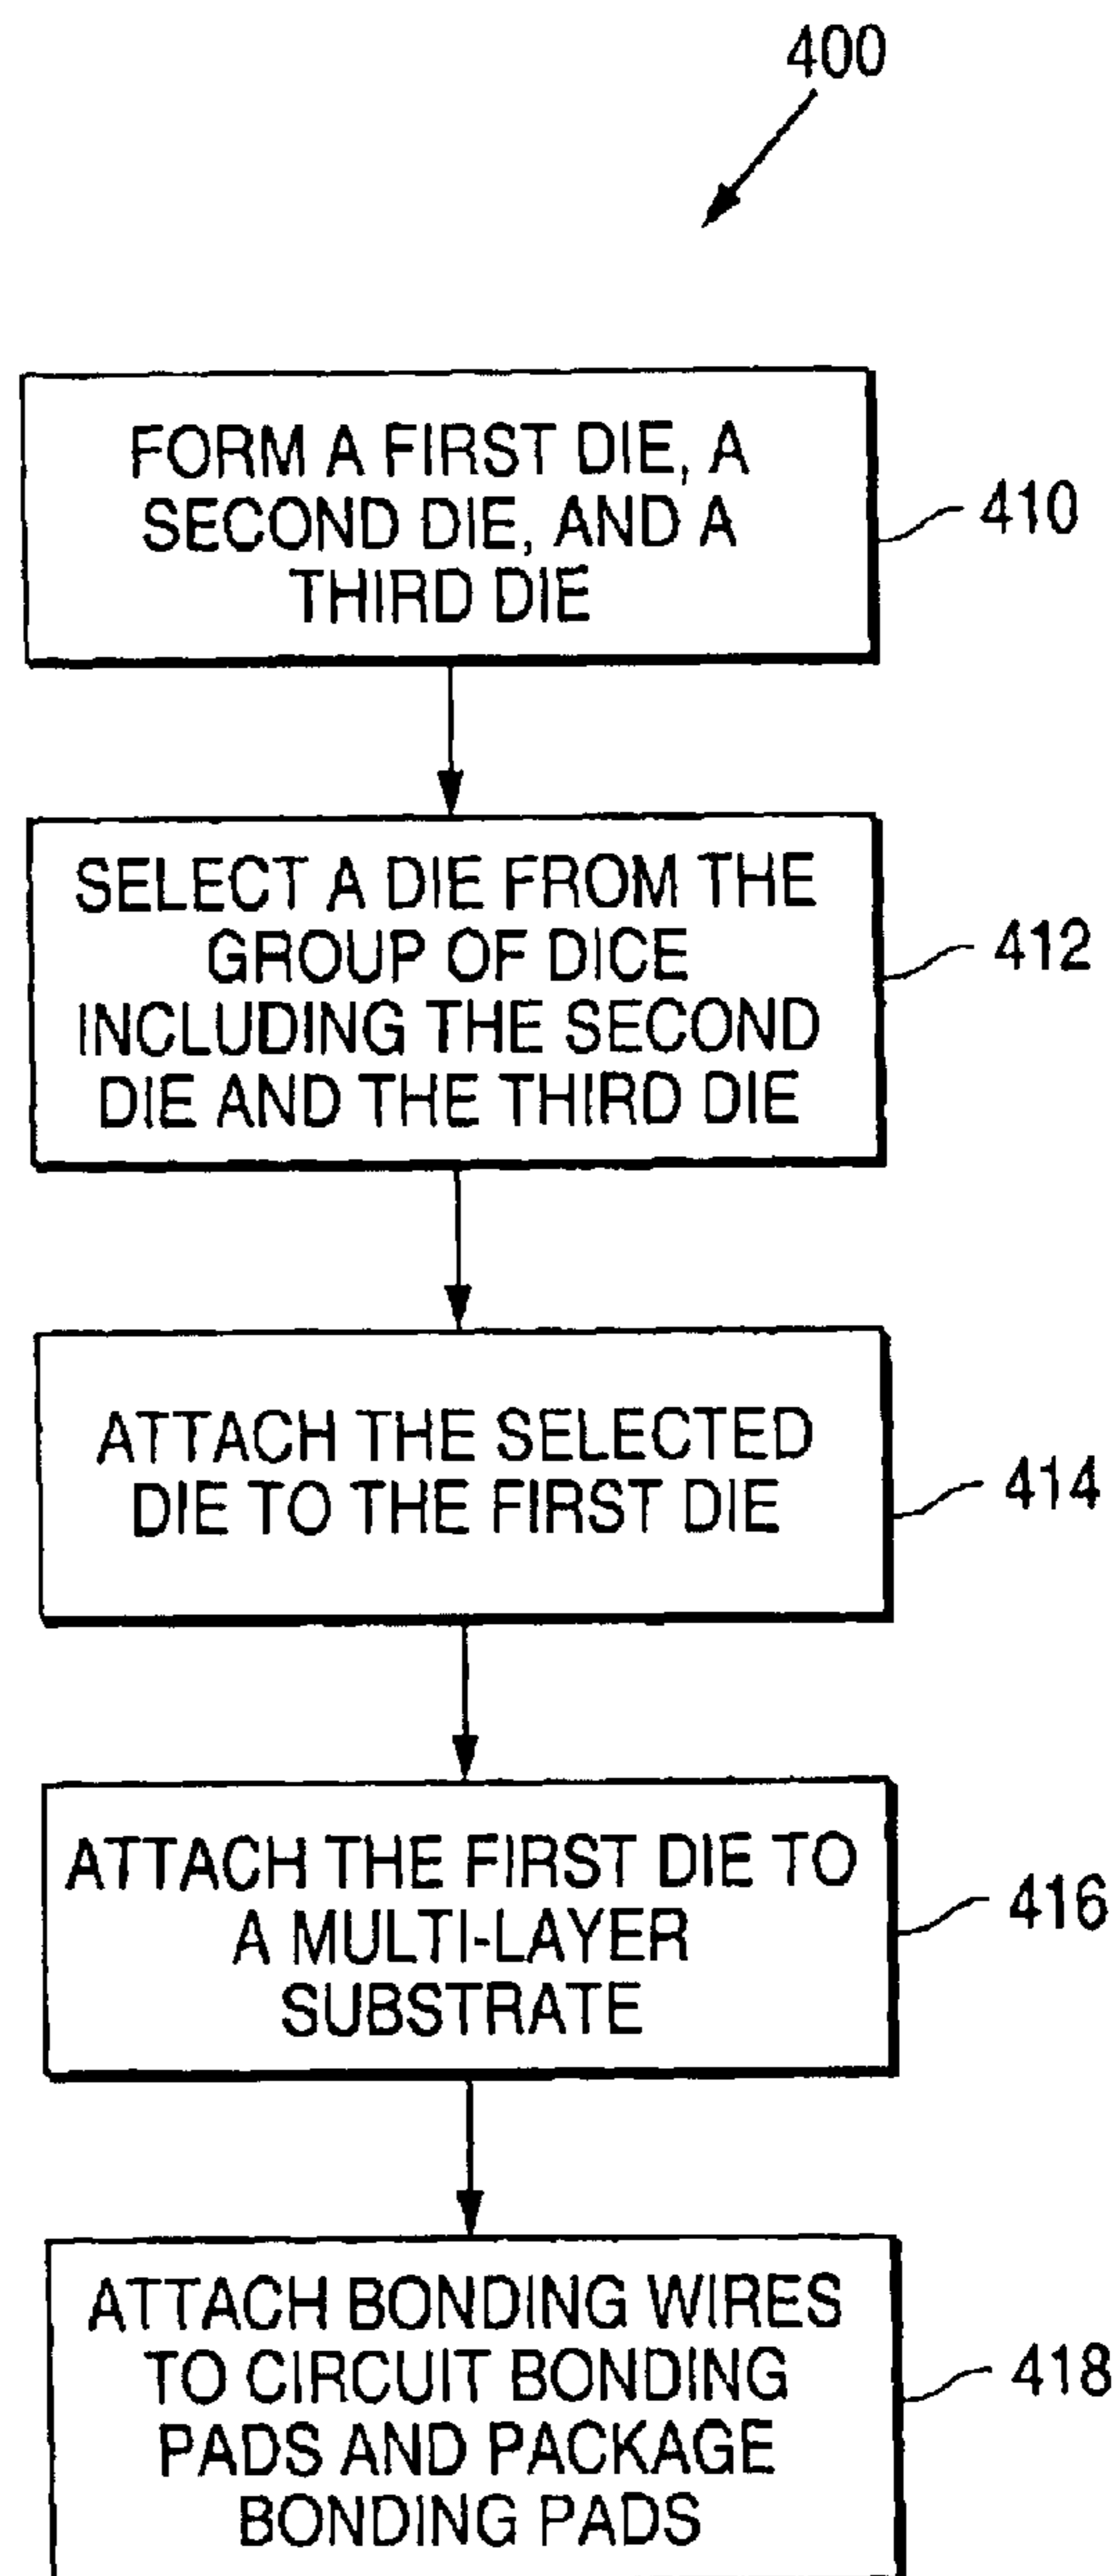 400
FORM A FIRST DIE, A
SECOND DIE, AND A
THIRD DIE
410
SELECT A DIE FROM THE
GROUP OF DICE
INCLUDING THE SECOND
DIE AND THE THIRD DIE
412
ATTACH THE SELECTED
DIE TO THE FIRST DIE
414
ATTACH THE FIRST DIE TO
A MULTI-LAYER
SUBSTRATE
416
ATTACH BONDING WIRES
TO CIRCUIT BONDING
PADS AND PACKAGE
BONDING PADS
418